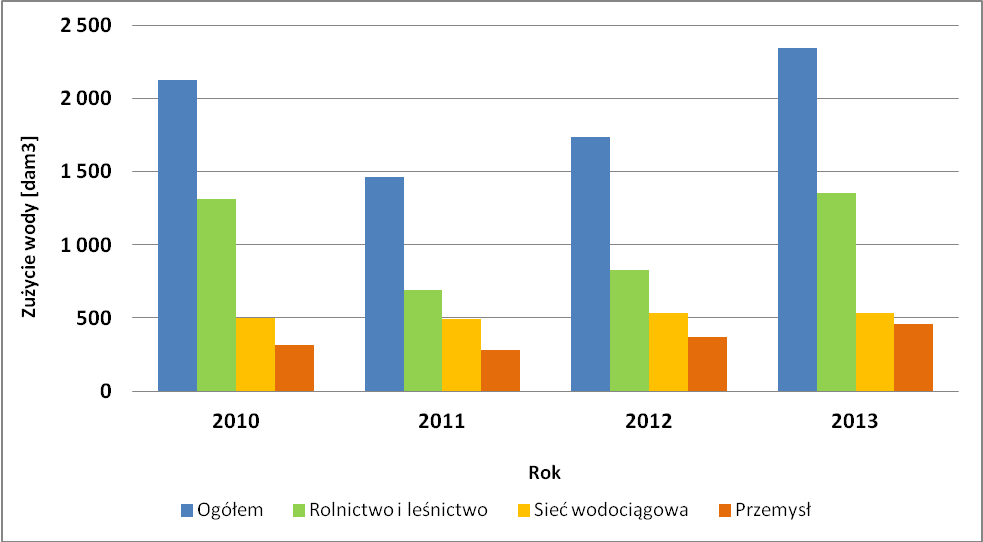 2 500
2 000
1 500
1 000
500
0
Zużycie wody [dam3]
2010 2011 2012 2013
Rok
Ogółem Rolnictwo i leśnictwo Sieć wodociągowa Przemysł